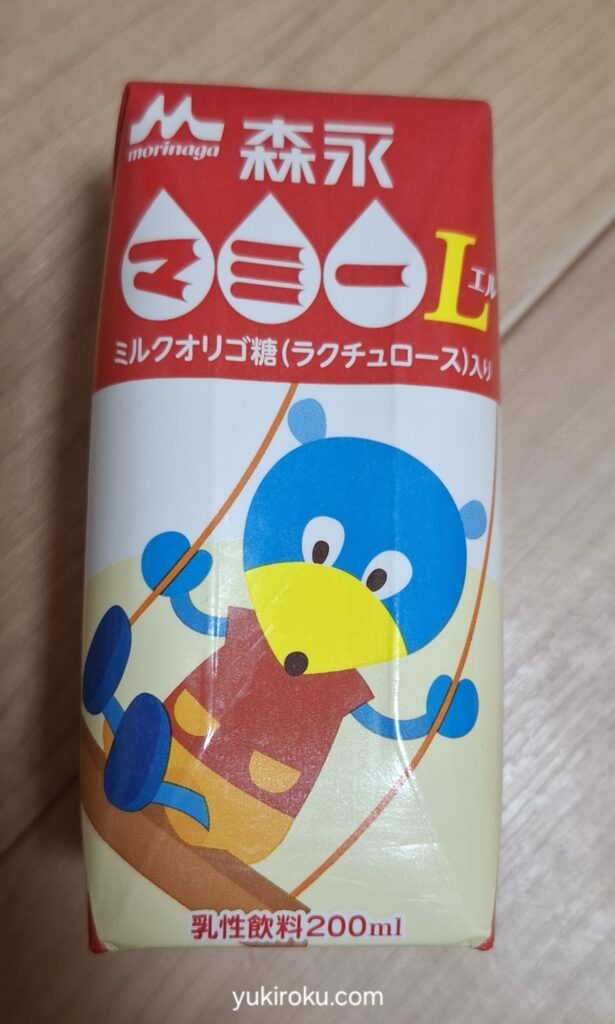 morinaga 森永
マミーL エル
ミルクオリゴ糖(ラクチュロース)入り
乳性飲料200ml
yukiroku.com